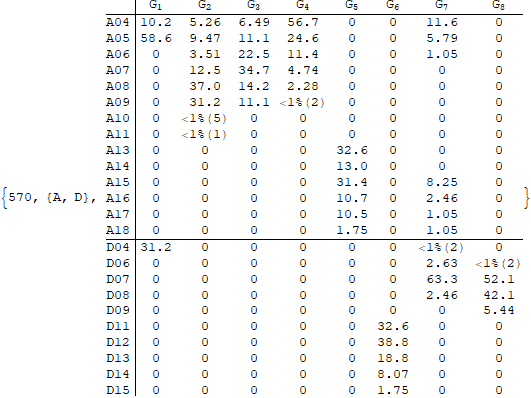 G₁ G₂ G₃ G₄ G₅ G₆ G₇ G₈
A04 10.2 5.26 6.49 56.7 0 0 11.6 0
A05 58.6 9.47 11.1 24.6 0 0 5.79 0
A06 0 3.51 22.5 11.4 0 0 1.05 0
A07 0 12.5 34.7 4.74 0 0 0 0
A08 0 37.0 14.2 2.28 0 0 0 0
A09 0 31.2 11.1 <1%(2) 0 0 0 0
A10 0 <1%(5) 0 0 0 0 0 0
A11 0 <1%(1) 0 0 0 0 0 0
A13 0 0 0 0 32.6 0 0 0
A14 0 0 0 0 13.0 0 0 0
A15 0 0 0 0 31.4 0 8.25 0
{570, {A, D}, A16 0 0 0 0 10.7 0 2.46 0 }
A17 0 0 0 0 10.5 0 1.05 0
A18 0 0 0 0 1.75 0 1.05 0
D04 31.2 0 0 0 0 0 <1%(2) 0
D06 0 0 0 0 0 0 2.63 <1%(2)
D07 0 0 0 0 0 0 63.3 52.1
D08 0 0 0 0 0 0 2.46 42.1
D09 0 0 0 0 0 0 0 5.44
D11 0 0 0 0 0 32.6 0 0
D12 0 0 0 0 0 38.8 0 0
D13 0 0 0 0 0 18.8 0 0
D14 0 0 0 0 0 8.07 0 0
D15 0 0 0 0 0 1.75 0 0